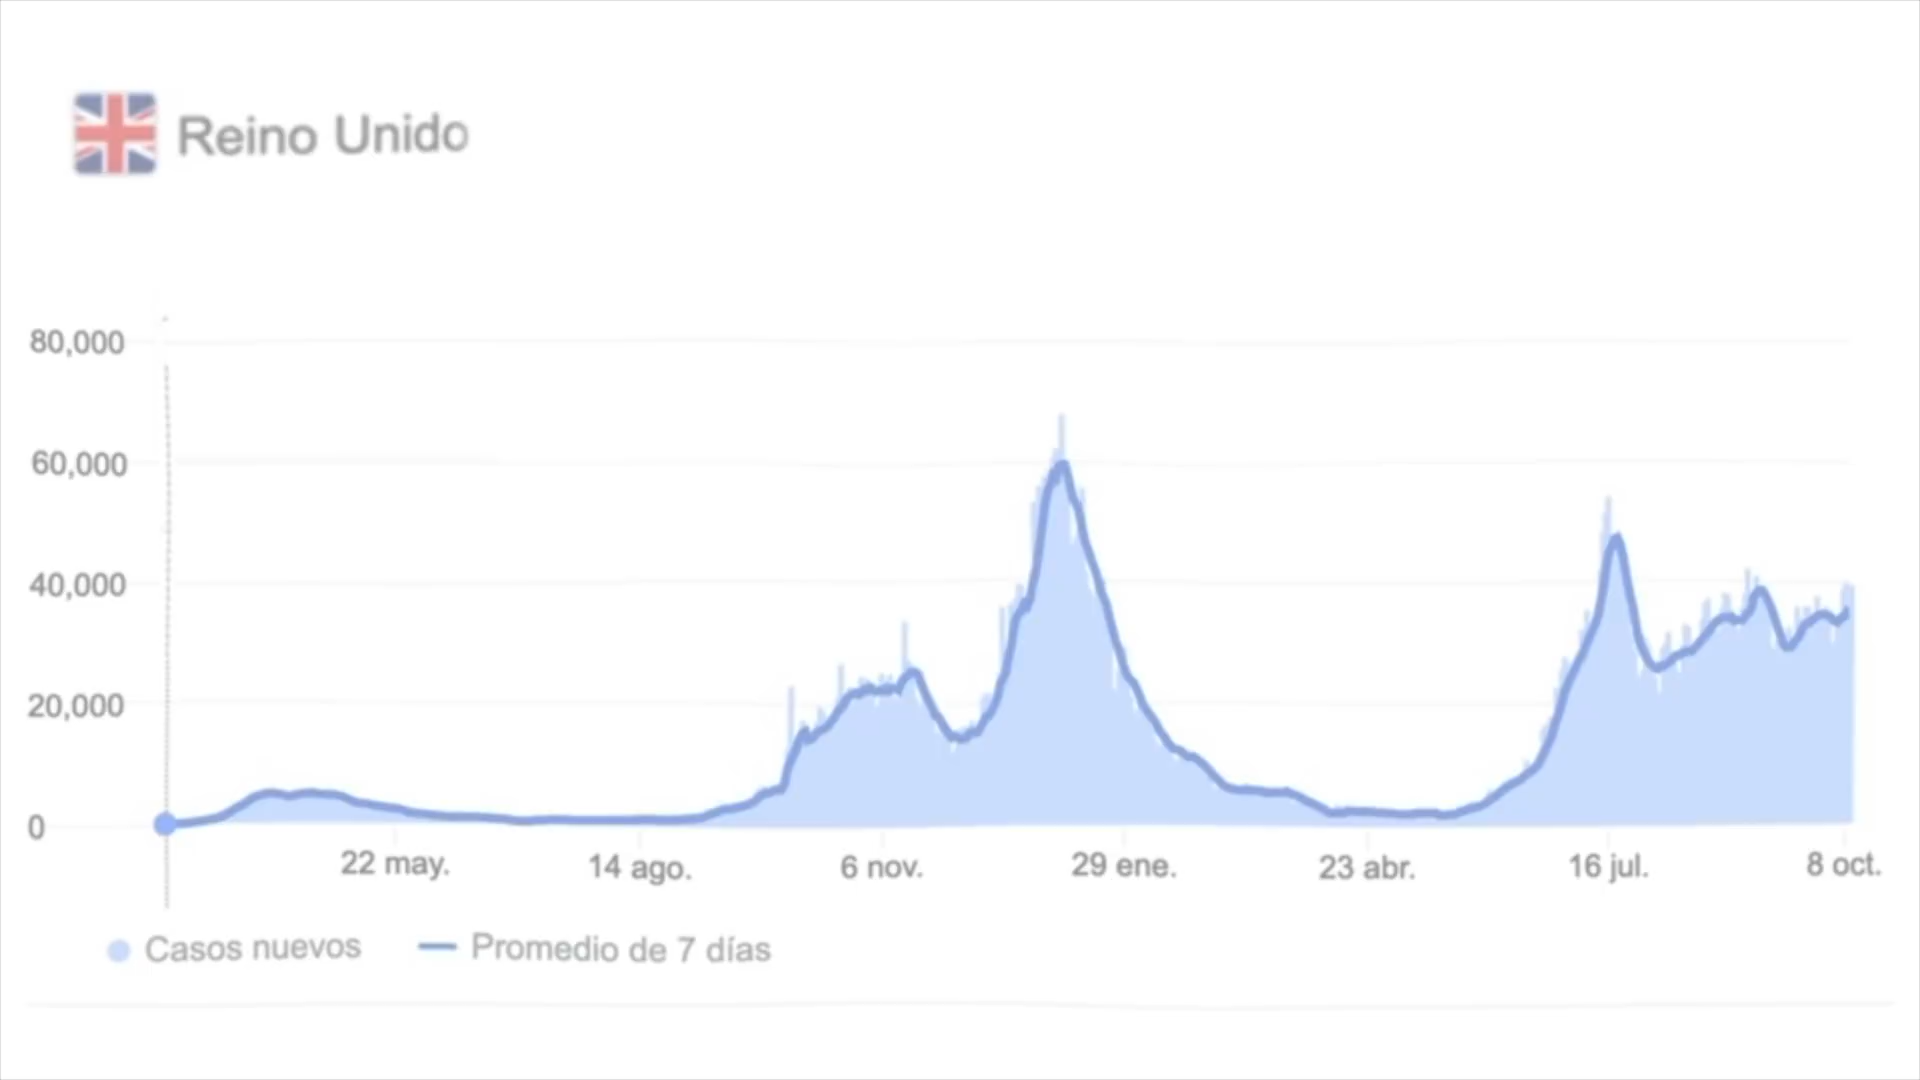 Reino Unido
80,000
60,000
40,000
20,000
0
22 may. 14 ago. 6 nov. 29 ene. 23 abr. 16 jul. 8 oct.
Casos nuevos Promedio de 7 días